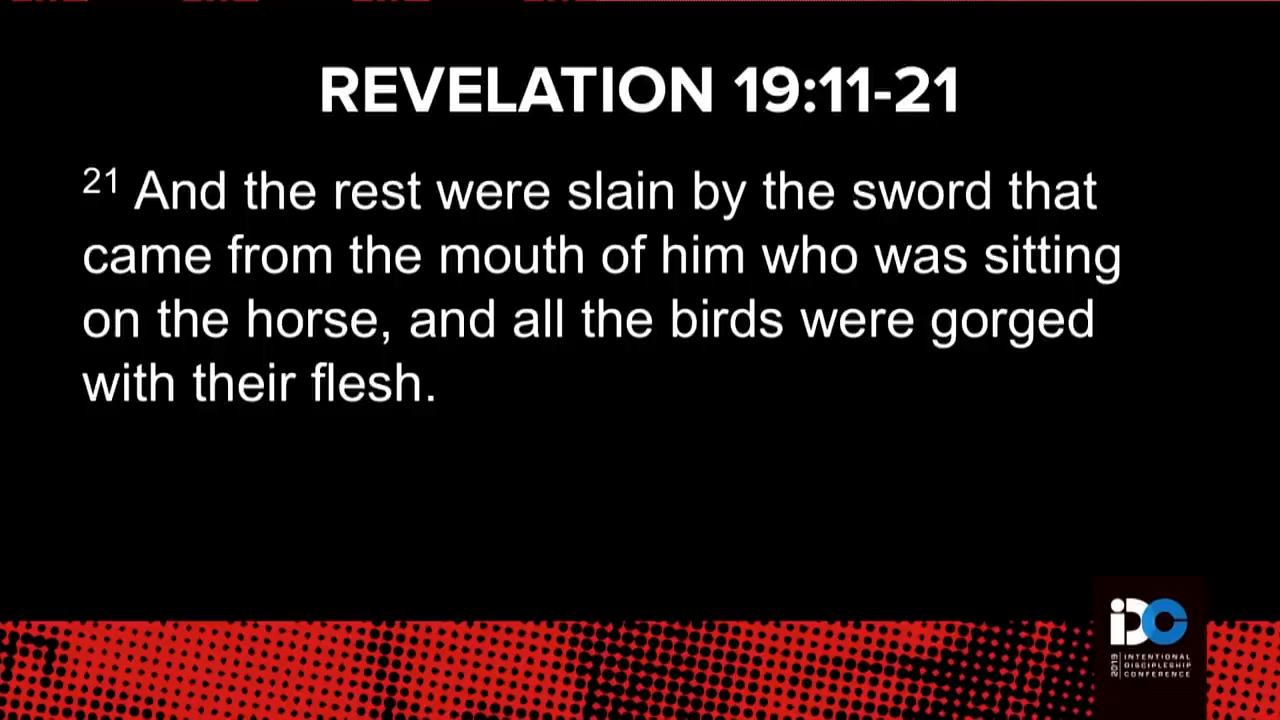 REVELATION 19:11-21
21 And the rest were slain by the sword that
came from the mouth of him who was sitting
on the horse, and all the birds were gorged
with their flesh.
iDC
2019
INTENTIONAL
DISCIPLESHIP
CONFERENCE